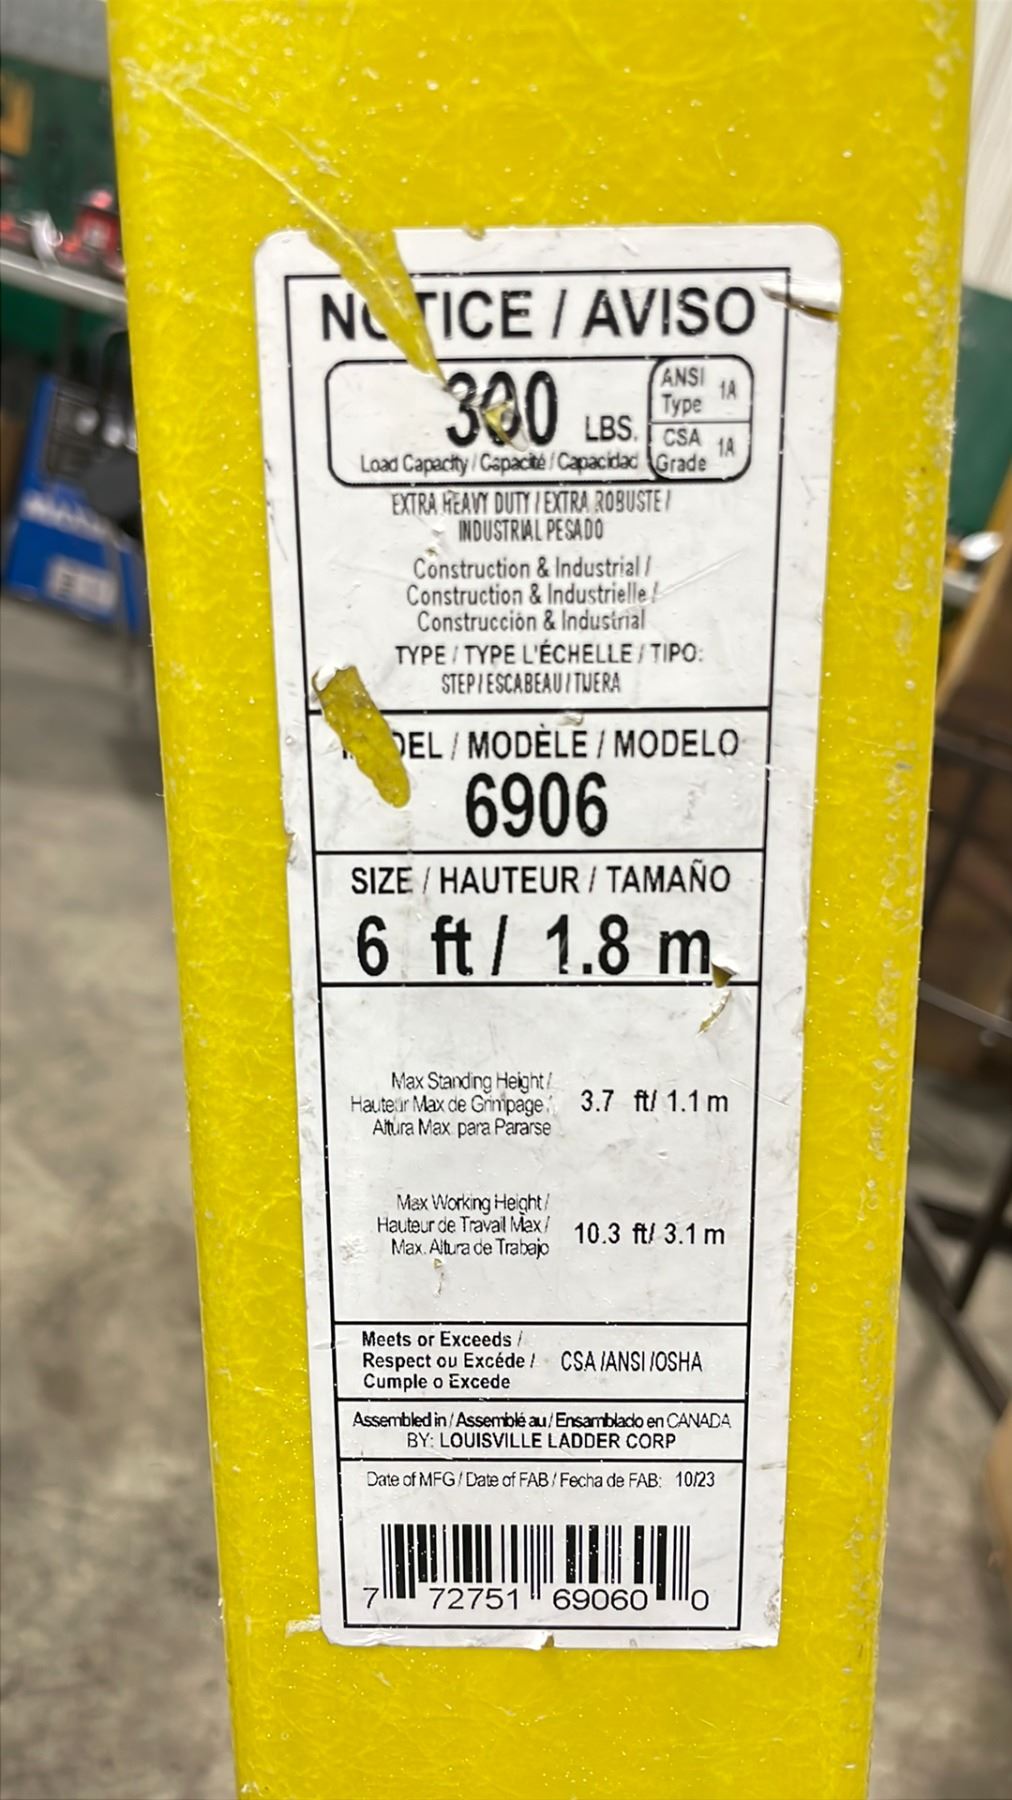 NOTICE / AVISO
300 LBS.
Load Capacity / Capacité / Capacidad
ANSI Type 1A
CSA Grade 1A
EXTRA HEAVY DUTY / EXTRA ROBUSTE /
INDUSTRIAL PESADO
Construction & Industrial /
Construction & Industrielle /
Construcción & Industrial
TYPE / TYPE L'ÉCHELLE / TIPO:
STEP / ESCABEAU / TIJERA
MODEL / MODÈLE / MODELO
6906
SIZE / HAUTEUR / TAMAÑO
6 ft / 1.8 m
Max Standing Height /
Hauteur Max de Grimpage /
Altura Max. para Pararse
3.7 ft/ 1.1 m
Max Working Height /
Hauteur de Travail Max /
Max. Altura de Trabajo
10.3 ft/ 3.1 m
Meets or Exceeds /
Respect ou Excéde /
Cumple o Excede
CSA /ANSI /OSHA
Assembled in / Assemblé au / Ensamblado en CANADA
BY: LOUISVILLE LADDER CORP
Date of MFG / Date of FAB / Fecha de FAB: 10/23
7 72751 69060 0